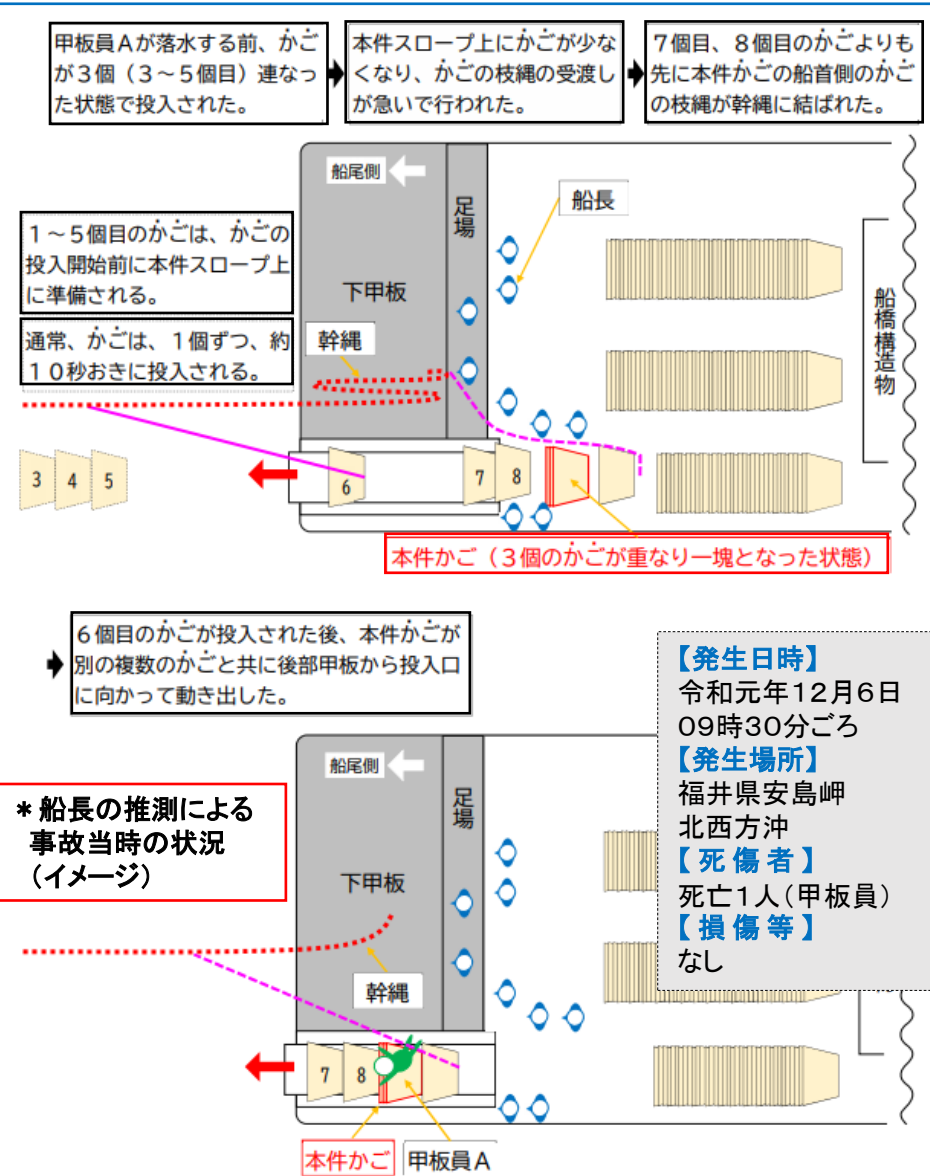 甲板員Aが落水する前、かご
が3個(3~5個目)連なっ
た状態で投入された。
本件スロープ上にかごが少な
くなり、かごの枝縄の受渡し
が急いで行われた。
7個目、8個目のかごよりも
先に本件かごの船首側のかご
の枝縄が幹縄に結ばれた。
船尾側
足場
船長
1~5個目のかごは、かごの
投入開始前に本件スロープ上
に準備される。
下甲板
船橋構造物
通常、かごは、1個ずつ、約
10秒おきに投入される。
幹縄
3
4
5
6
7
8
本件かご(3個のかごが重なり一塊となった状態)
6個目のかごが投入された後、本件かごが
別の複数のかごと共に後部甲板から投入口
に向かって動き出した。
【発生日時】
令和元年12月6日
09時30分ごろ
【発生場所】
福井県安島岬
北西方沖
【死傷者】
死亡1人(甲板員)
【損傷等】
なし
船尾側
足場
*船長の推測による
事故当時の状況
(イメージ)
下甲板
幹縄
7
8
本件かご
甲板員A